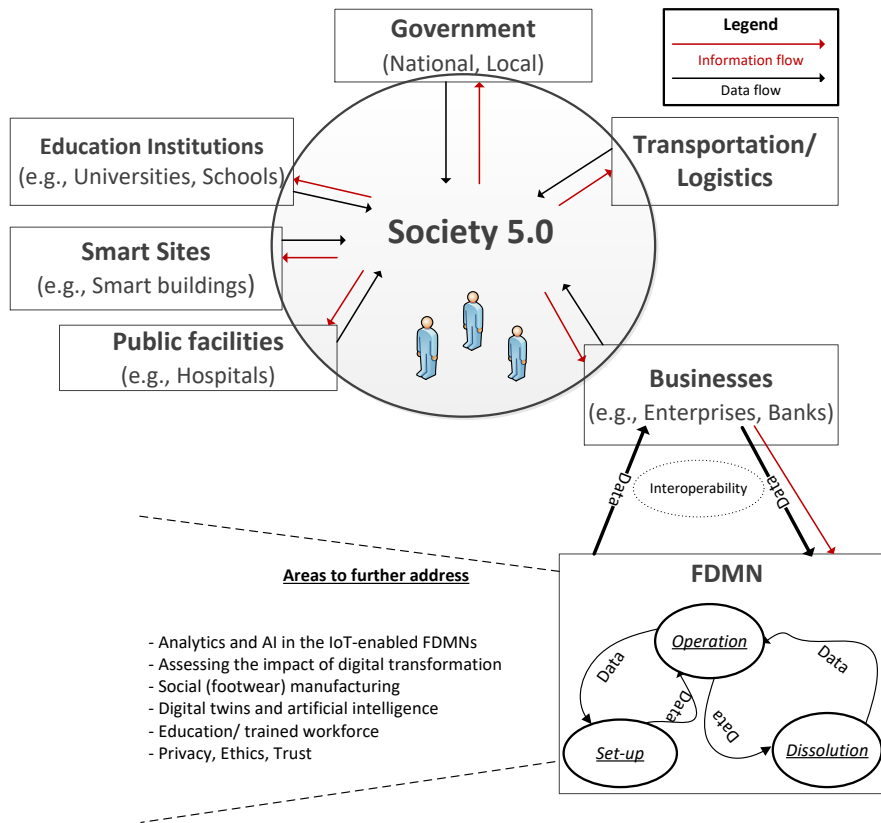 Government
(National, Local)
Legend
Information flow
Data flow
Education Institutions
(e.g., Universities, Schools)
Transportation/
Logistics
Society 5.0
Smart Sites
(e.g., Smart buildings)
Public facilities
(e.g., Hospitals)
Businesses
(e.g., Enterprises, Banks)
Data
Interoperability
Data
Areas to further address
- Analytics and AI in the IoT-enabled FDMNs
- Assessing the impact of digital transformation
- Social (footwear) manufacturing
- Digital twins and artificial intelligence
- Education/ trained workforce
- Privacy, Ethics, Trust
FDMN
Operation
Data
Data
Data
Data
Set-up
Dissolution